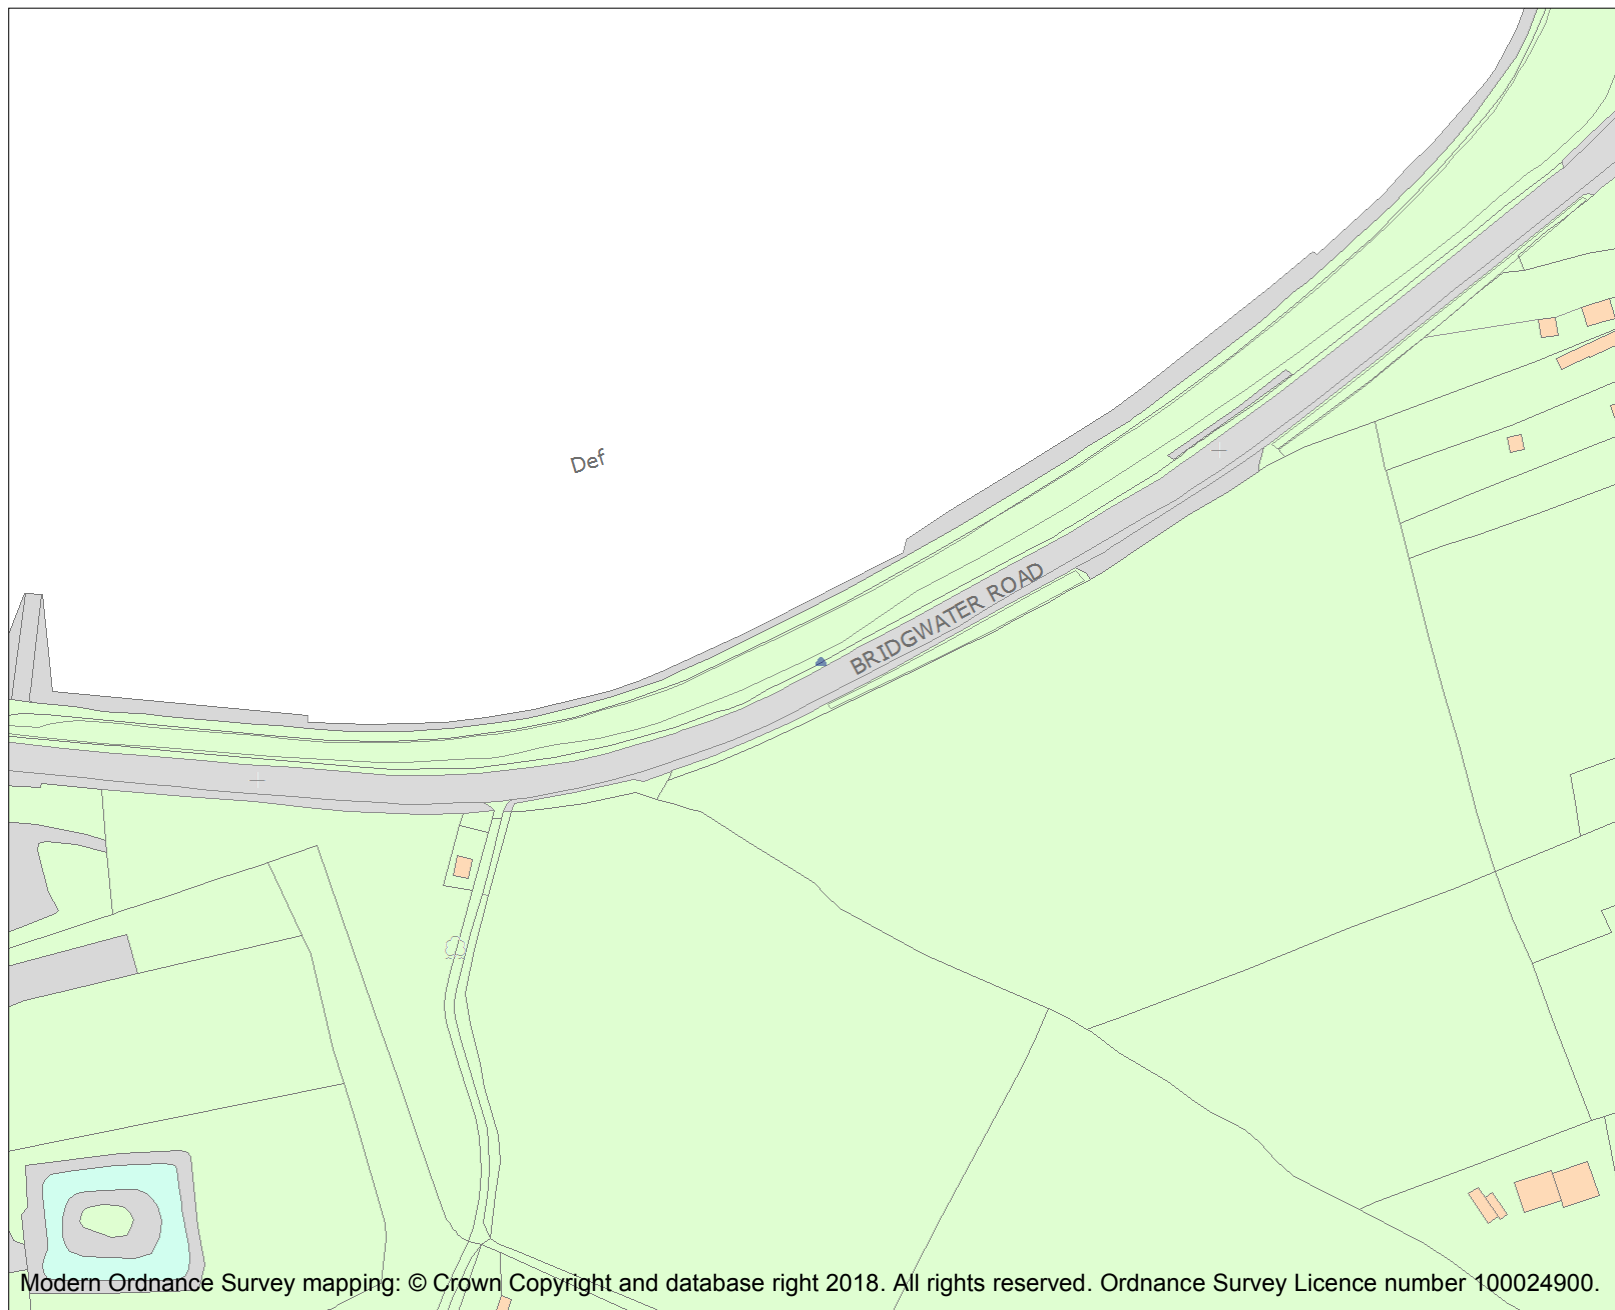 Def
BRIDGWATER ROAD
Modern Ordnance Survey mapping: © Crown Copyright and database right 2018. All rights reserved. Ordnance Survey Licence number 100024900.